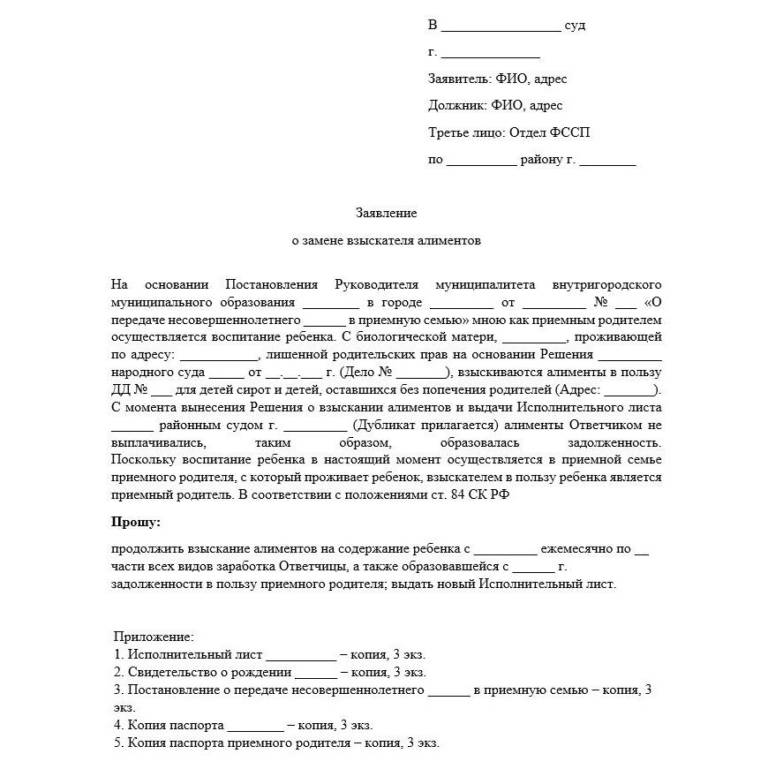 В _________________ суд
г. ______________
Заявитель: ФИО, адрес
Должник: ФИО, адрес
Третье лицо: Отдел ФССП
по __________ району г. ________
Заявление
о замене взыскателя алиментов
На основании Постановления Руководителя муниципалитета внутригородского
муниципального образования ________ в городе _________ от _________ № ___ «О
передаче несовершеннолетнего ______ в приемную семью» мною как приемным родителем
осуществляется воспитание ребенка. С биологической матери, _________, проживающей
по адресу: ___________, лишенной родительских прав на основании Решения _________
народного суда _____ от __.__.___ г. (Дело № _______), взыскиваются алименты в пользу
ДД № ___ для детей сирот и детей, оставшихся без попечения родителей (Адрес: _______).
С момента вынесения Решения о взыскании алиментов и выдачи Исполнительного листа
______ районным судом г. _________ (Дубликат прилагается) алименты Ответчиком не
выплачивались, таким образом, образовалась задолженность.
Поскольку воспитание ребенка в настоящий момент осуществляется в приемной семье
приемного родителя, с который проживает ребенок, взыскателем в пользу ребенка является
приемный родитель. В соответствии с положениями ст. 84 СК РФ
Прошу:
продолжить взыскание алиментов на содержание ребенка с _________ ежемесячно по __
части всех видов заработка Ответчицы, а также образовавшейся с ______ г.
задолженности в пользу приемного родителя; выдать новый Исполнительный лист.
Приложение:
1. Исполнительный лист __________ – копия, 3 экз.
2. Свидетельство о рождении ______ – копия, 3 экз.
3. Постановление о передаче несовершеннолетнего ______ в приемную семью – копия, 3
экз.
4. Копия паспорта ________ – копия, 3 экз.
5. Копия паспорта приемного родителя – копия, 3 экз.